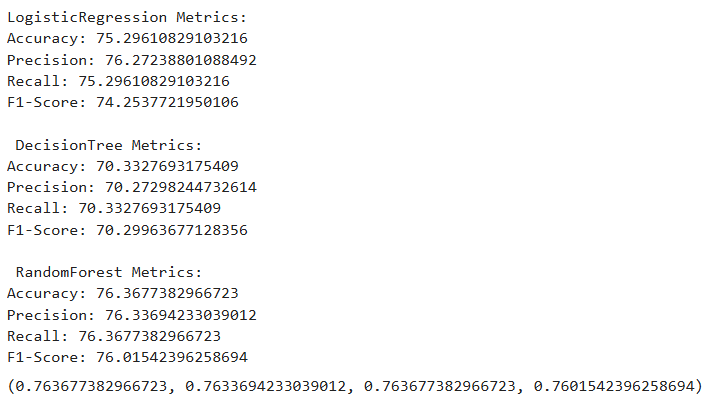 LogisticRegression Metrics:
Accuracy: 75.29610829103216
Precision: 76.27238801088492
Recall: 75.29610829103216
F1-Score: 74.2537721950106
DecisionTree Metrics:
Accuracy: 70.3327693175409
Precision: 70.27298244732614
Recall: 70.3327693175409
F1-Score: 70.29963677128356
RandomForest Metrics:
Accuracy: 76.3677382966723
Precision: 76.33694233039012
Recall: 76.3677382966723
F1-Score: 76.01542396258694
(0.763677382966723, 0.7633694233039012, 0.763677382966723, 0.7601542396258694)